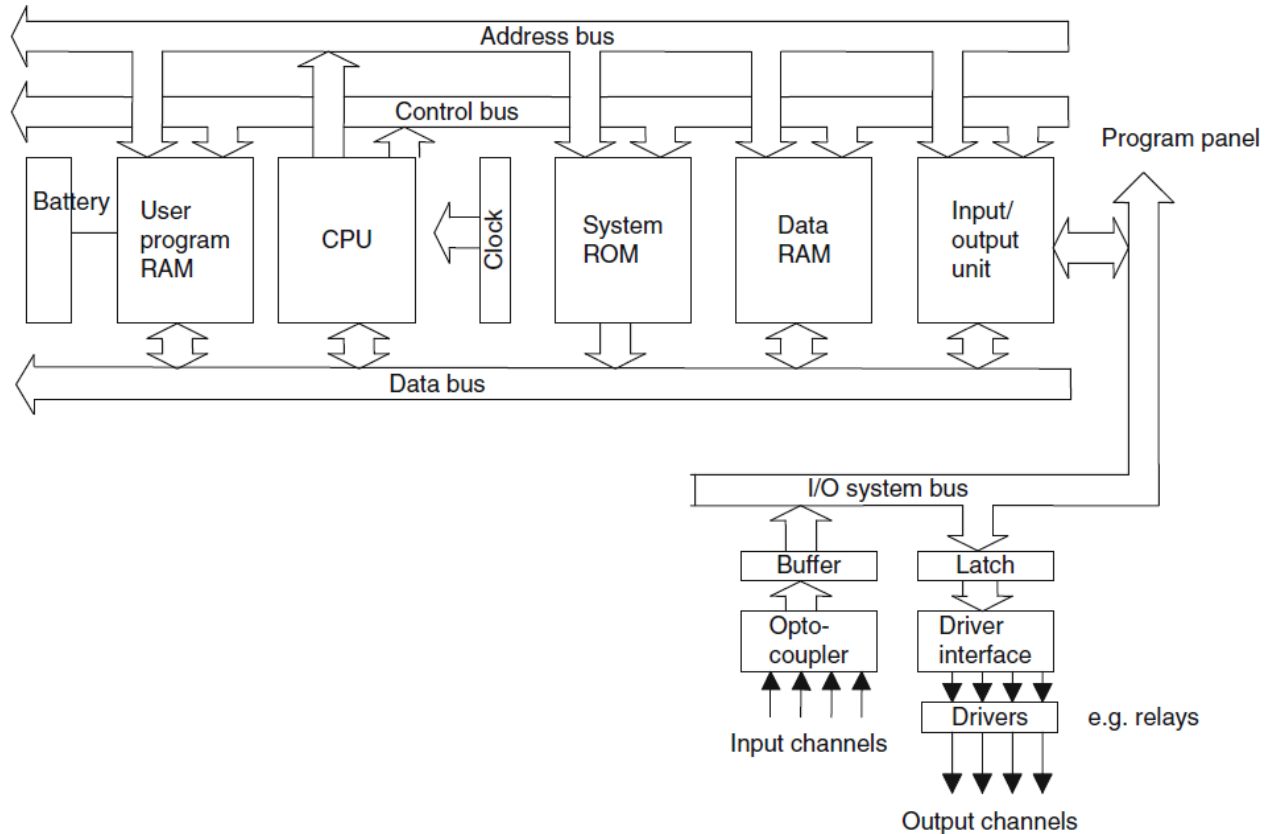 Address bus
Control bus
Program panel
Battery
User
program
RAM
CPU
Clock
System
ROM
Data
RAM
Input/
output
unit
Data bus
I/O system bus
Buffer
Latch
Opto-
coupler
Driver
interface
Drivers
e.g. relays
Input channels
Output channels